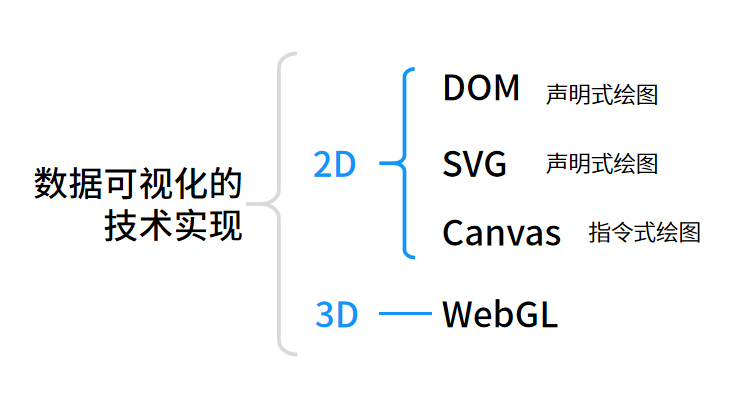 数据可视化的
技术实现
2D
DOM 声明式绘图
SVG 声明式绘图
Canvas 指令式绘图
3D
WebGL